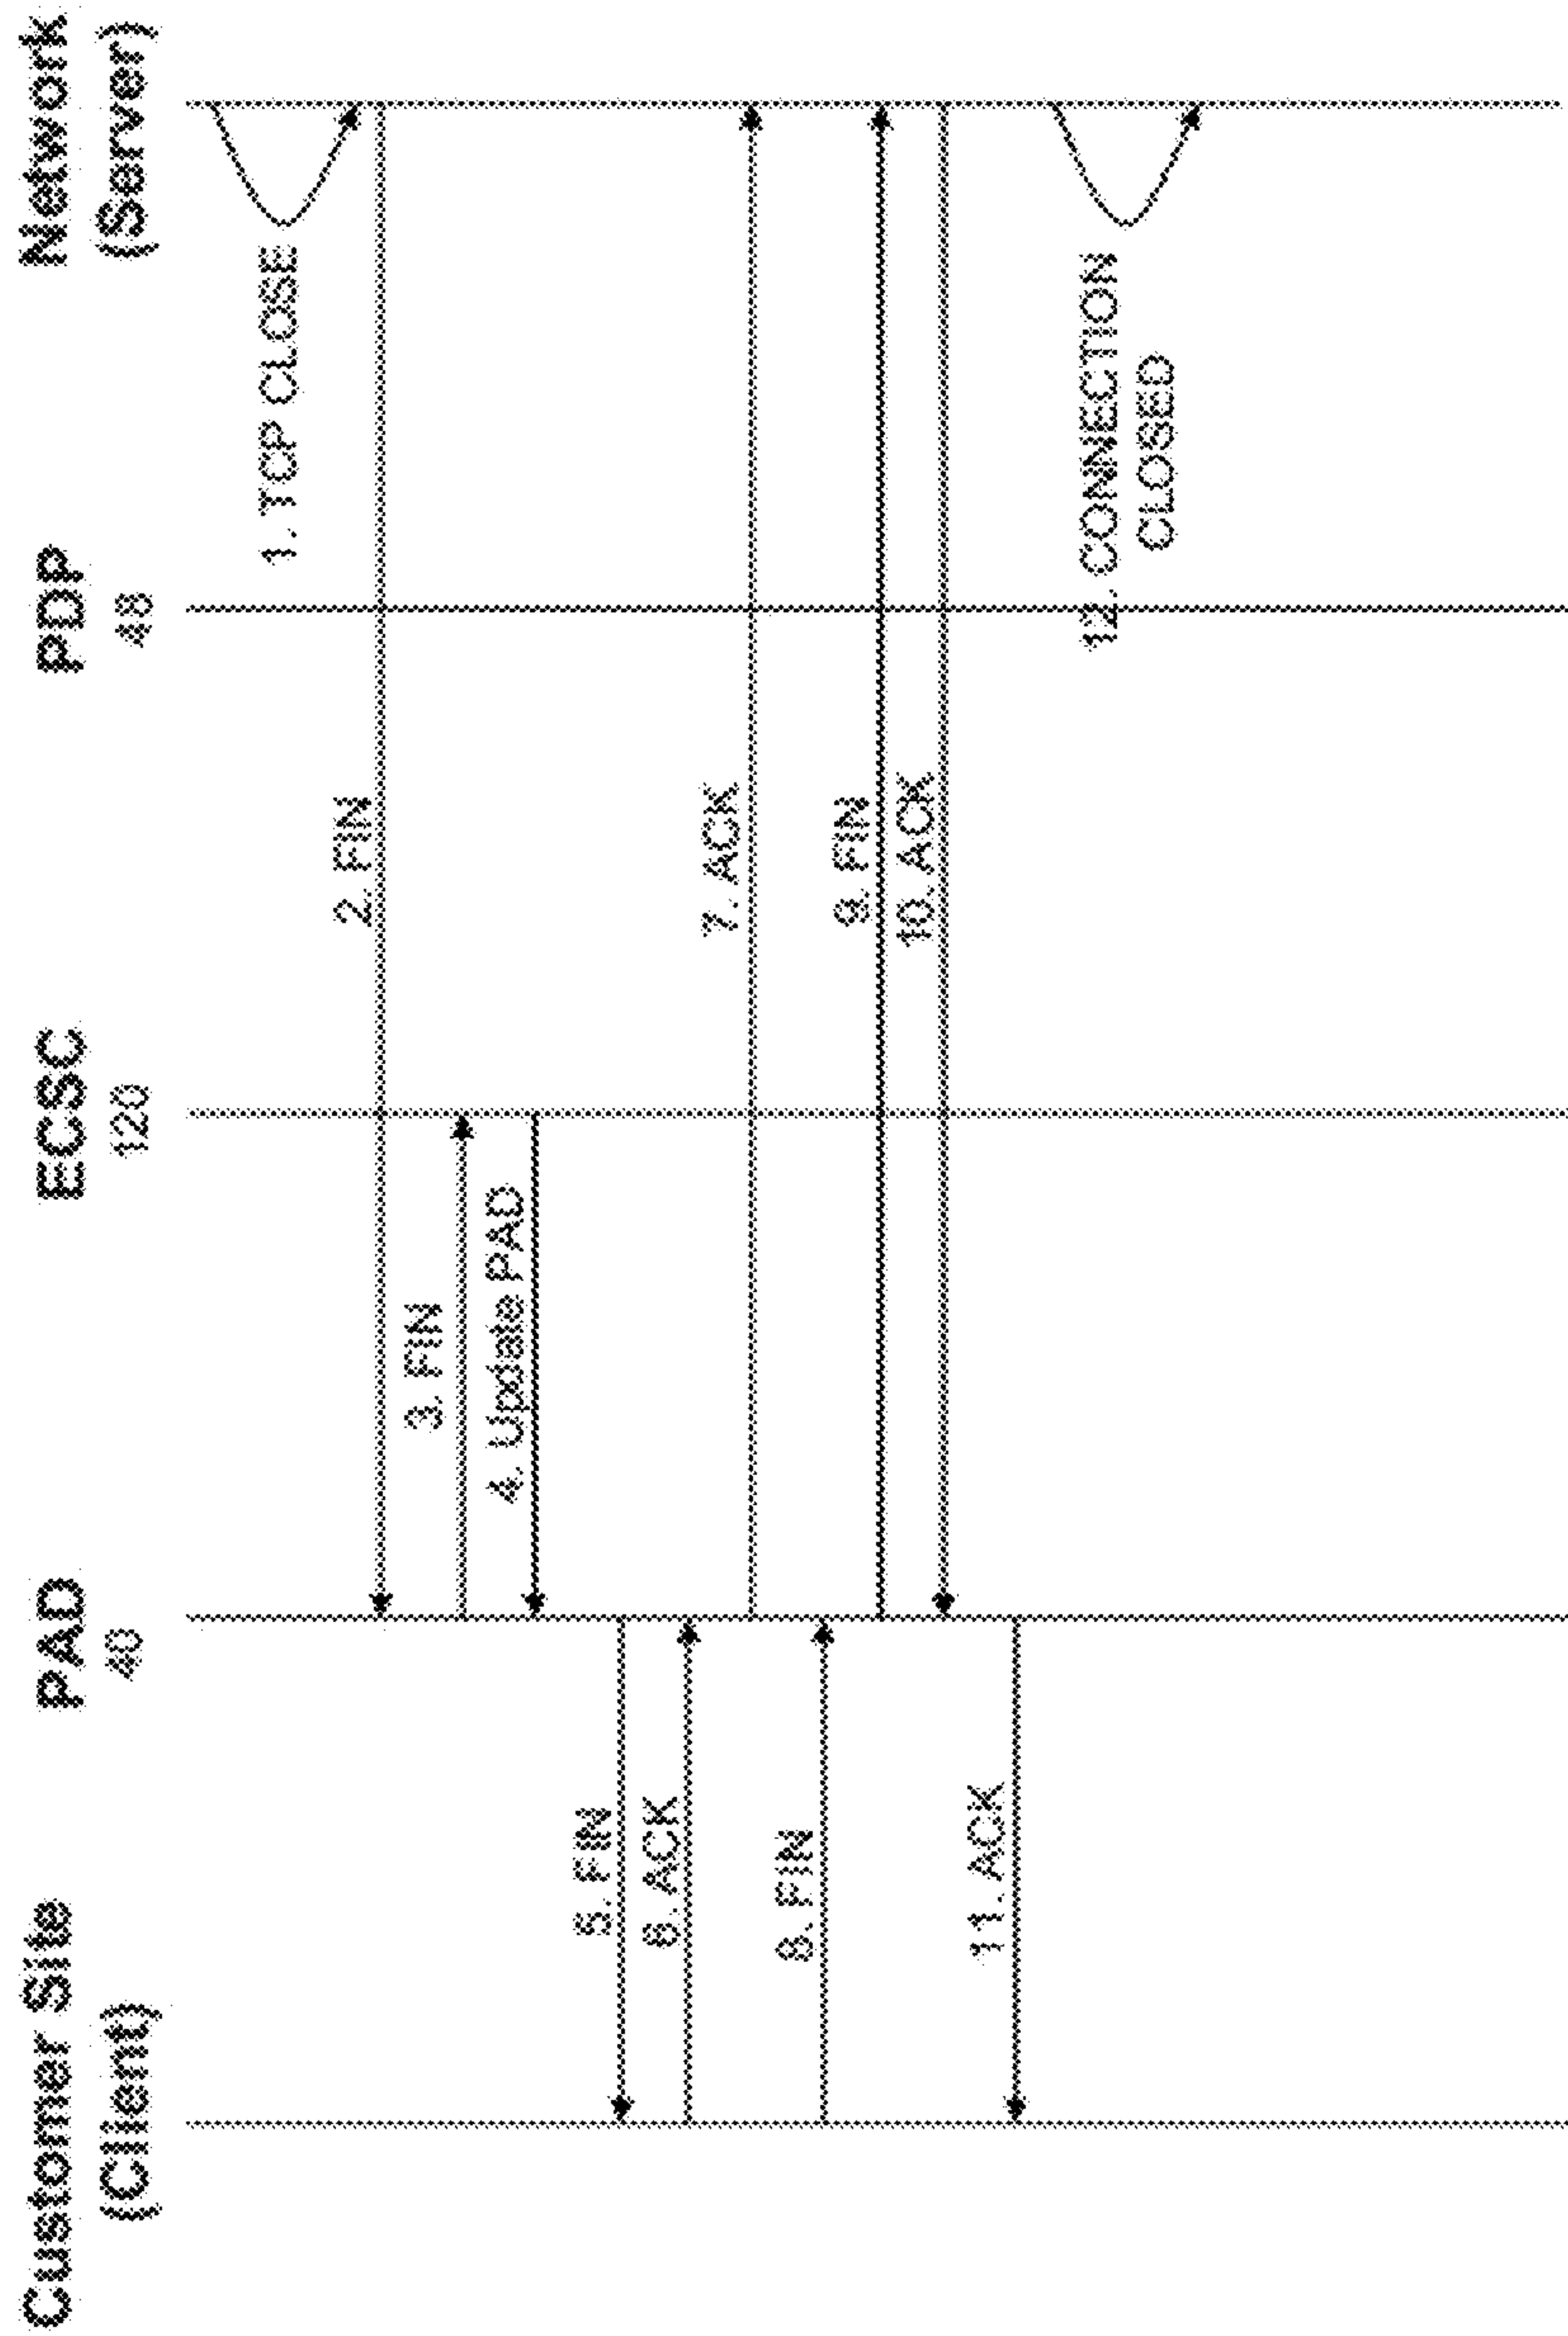 Customer Site
(Client)
PAD
40
ECSC
120
PDP
48
Network
(Server)
1. TCP CLOSE
2. FIN
3. FIN
4. Update PAD
5. FIN
6. ACK
7. ACK
8. FIN
9. FIN
10. ACK
11. ACK
12. CONNECTION
CLOSED